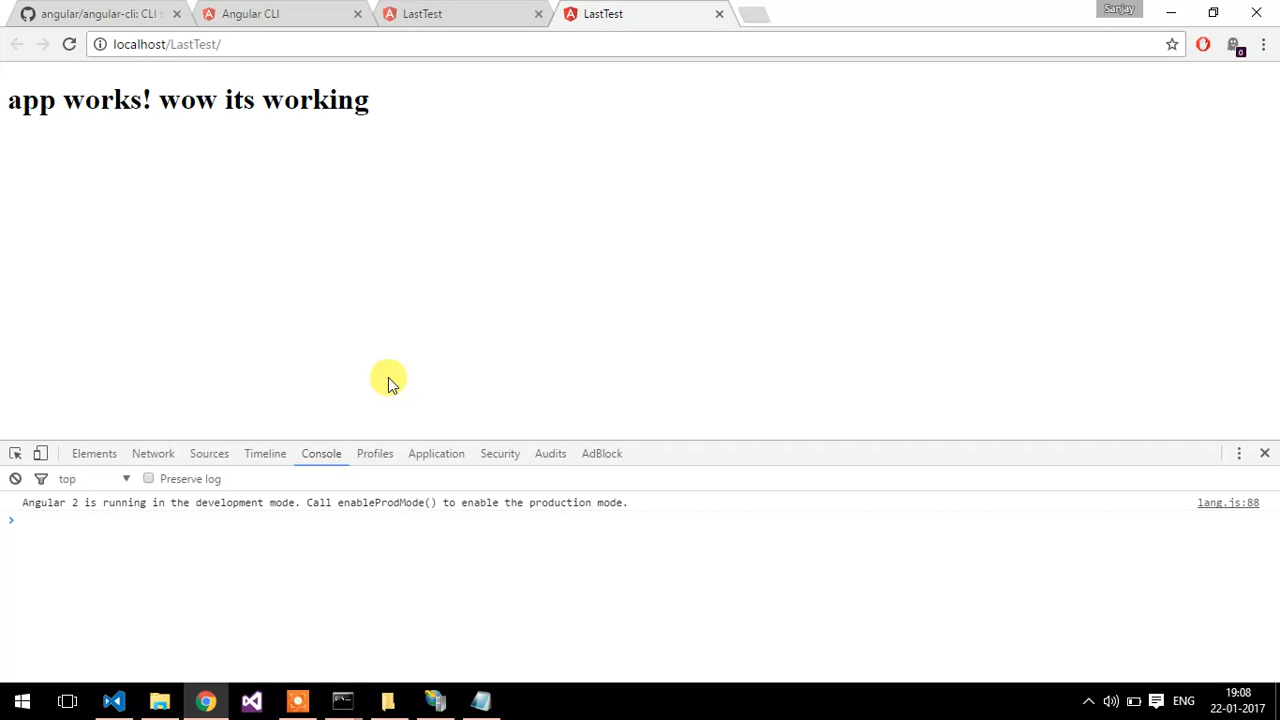 angular/angular-cli: CLI
Angular CLI
LastTest
LastTest
Sanjay
localhost/LastTest/
0
app works! wow its working
Elements Network Sources Timeline Console Profiles Application Security Audits AdBlock
top Preserve log
Angular 2 is running in the development mode. Call enableProdMode() to enable the production mode. lang.js:88
ENG
19:08
22-01-2017